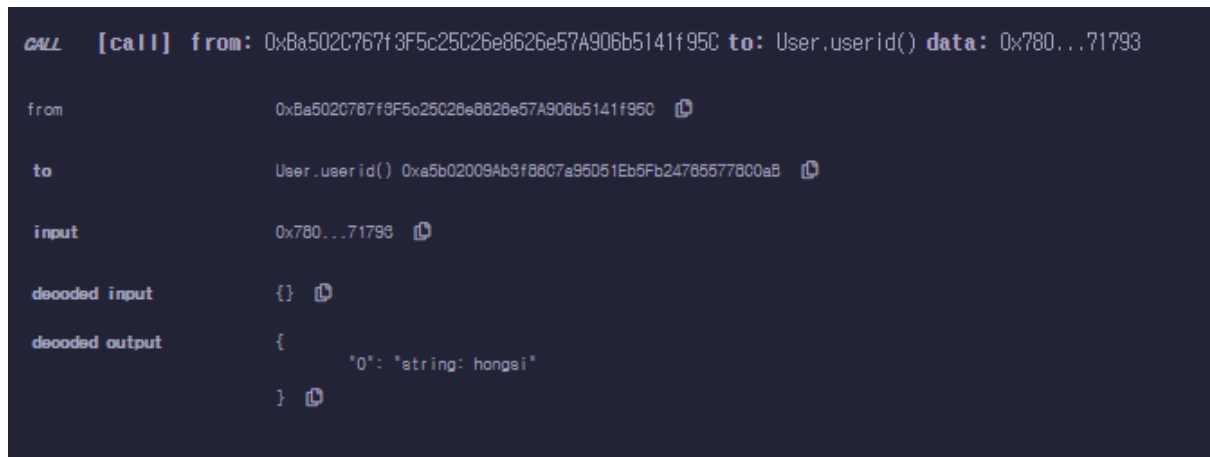 CALL [call] from: 0xBa502C767f3F5c25C26e8626e57A906b5141f95C to: User.userid() data: 0x780...71793
from 0xBa502C767f3F5c25C26e8626e57A906b5141f95C
to User.userid() 0xa5b02009Ab3f86C7a95D51Eb5Fb24785577800aB
input 0x780...71793
decoded input {}
decoded output {
"0": "string: hongsi"
}